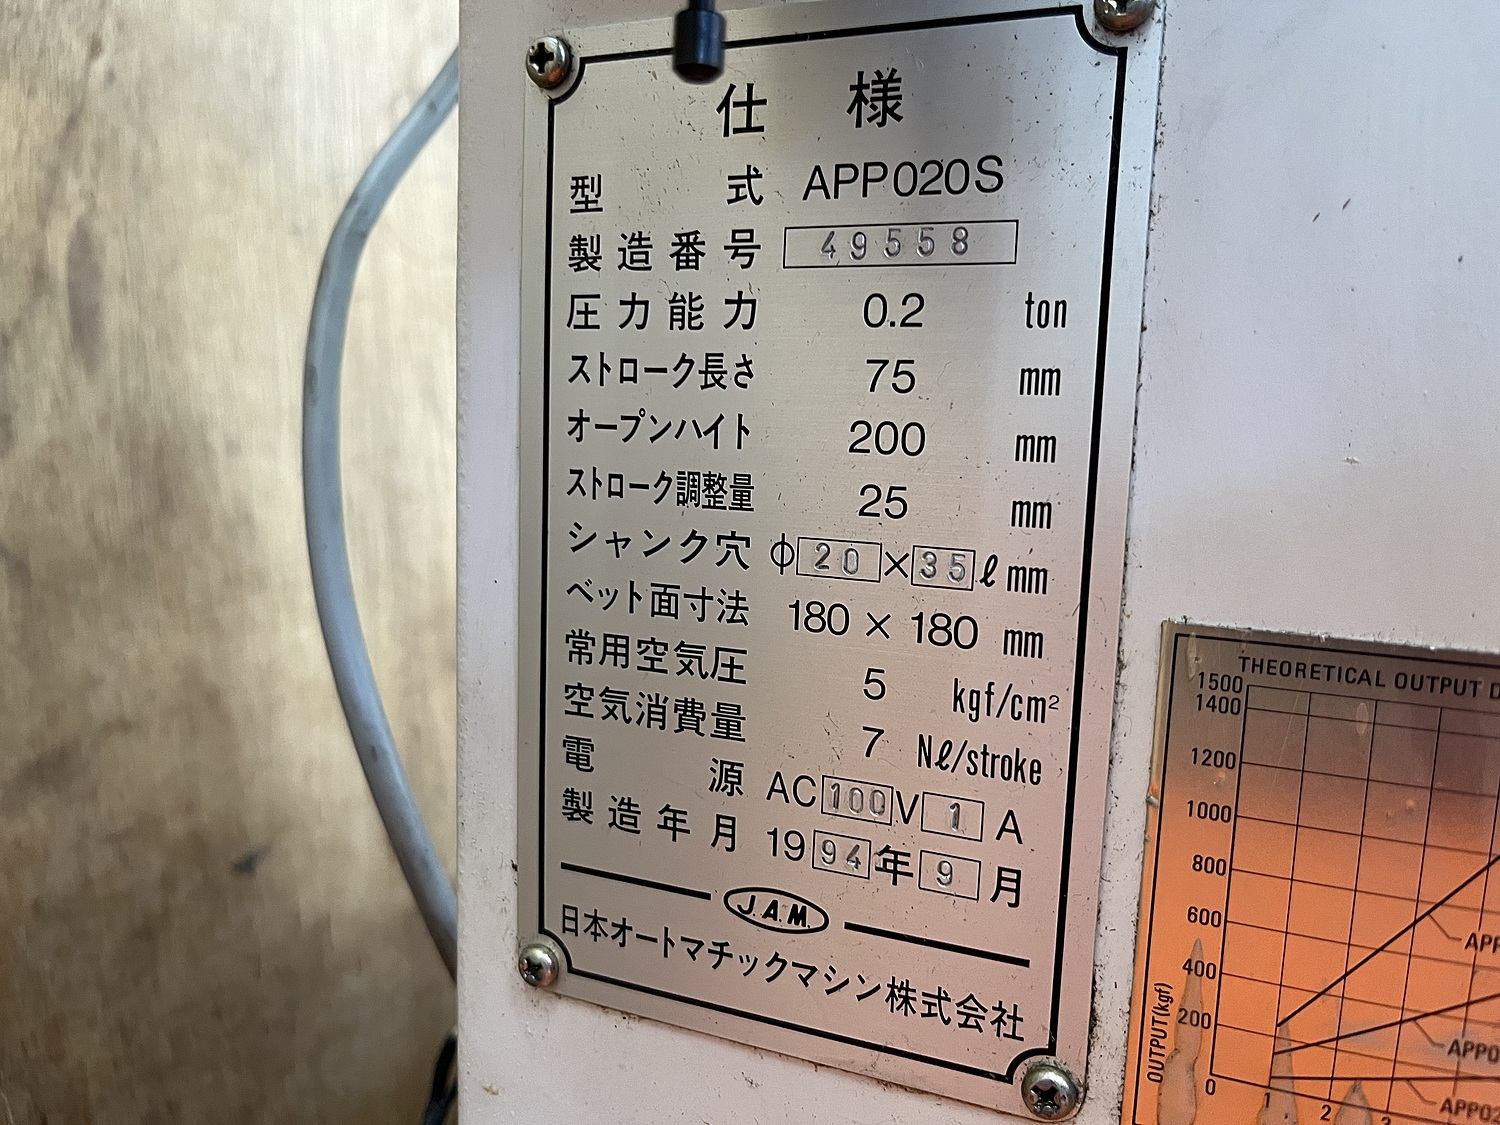 仕様
型式 APP020S
製造番号 49558
圧力能力 0.2 ton
ストローク長さ 75 mm
オープンハイト 200 mm
ストローク調整量 25 mm
シャンク穴 φ20×35ℓmm
ベット面寸法 180×180 mm
常用空気圧 5 kgf/cm²
空気消費量 7 Nℓ/stroke
電源 AC100V1A
製造年月 1994年9月
J.A.M.
日本オートマチックマシン株式会社
THEORETICAL OUTPUT
1500
1400
1200
1000
800
600
400
200
0
OUTPUT(kgf)
1 2 3